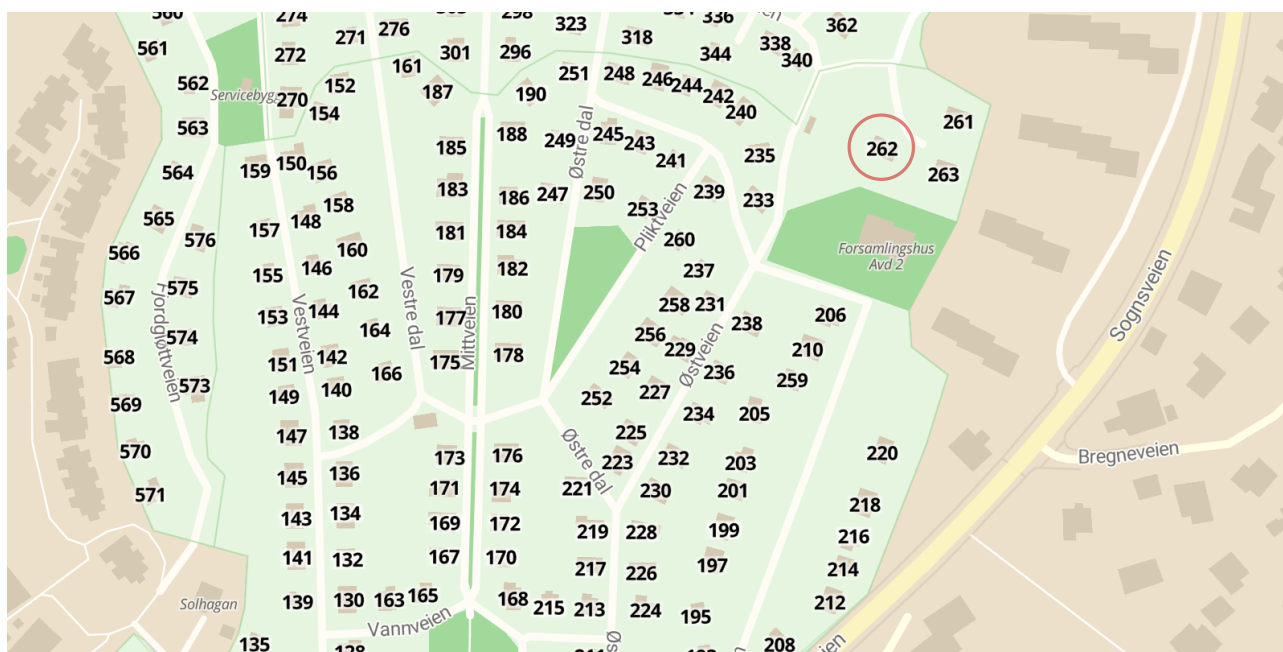 560 274 276 303 298 323 334 336 362
561 272 271 301 296 318 344 338 340
562 152 161 187 190 251 248 246 244 242 240
Servicebygg 270 154
563 185 188 249 245 243 241 235 262 261
564 159 150 156 183 186 247 250 253 239 233 263
Østre dal
Pliktveien
565 576 157 148 158 181 184 260
566 155 146 160 179 182 237
Forsamlingshus
Avd 2
567 575 153 144 162 177 180 258 231 206
Fjordgløttveien
Vestveien
Vestre dal
Mittveien
Østveien
Sognsveien
568 574 151 142 164 175 178 256 229 238 210
569 573 149 140 166 252 254 227 236 259
570 147 138 173 176 225 234 205 220
Østre dal
Bregneveien
571 145 136 171 174 221 223 232 203
143 134 169 172 219 230 201 218
141 132 167 170 217 228 199 216
Solhagan 139 130 163 165 168 215 213 226 197 214
Vannveien
135 128 224 195 212
208